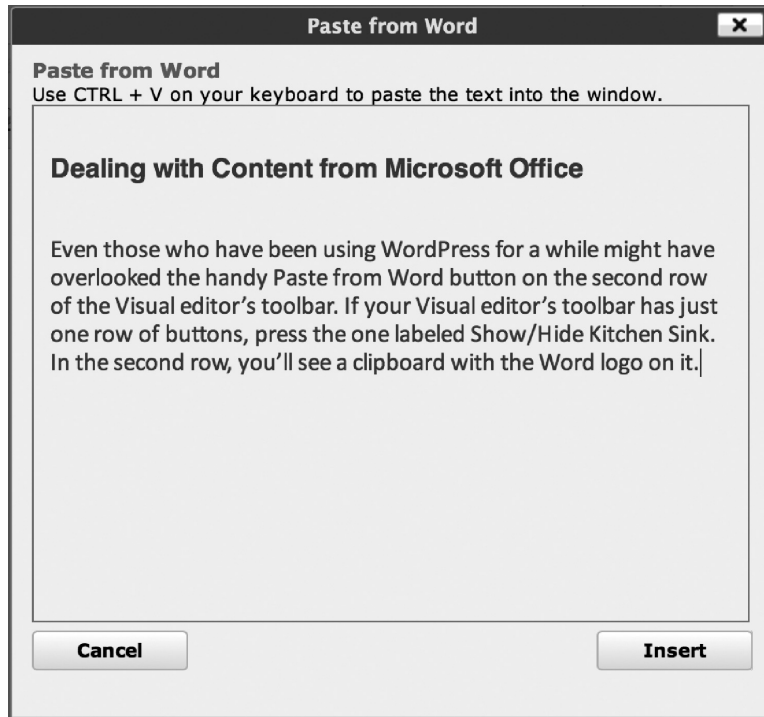 Paste from Word
Paste from Word
Use CTRL + V on your keyboard to paste the text into the window.
Dealing with Content from Microsoft Office
Even those who have been using WordPress for a while might have
overlooked the handy Paste from Word button on the second row
of the Visual editor’s toolbar. If your Visual editor’s toolbar has just
one row of buttons, press the one labeled Show/Hide Kitchen Sink.
In the second row, you’ll see a clipboard with the Word logo on it.
Cancel
Insert